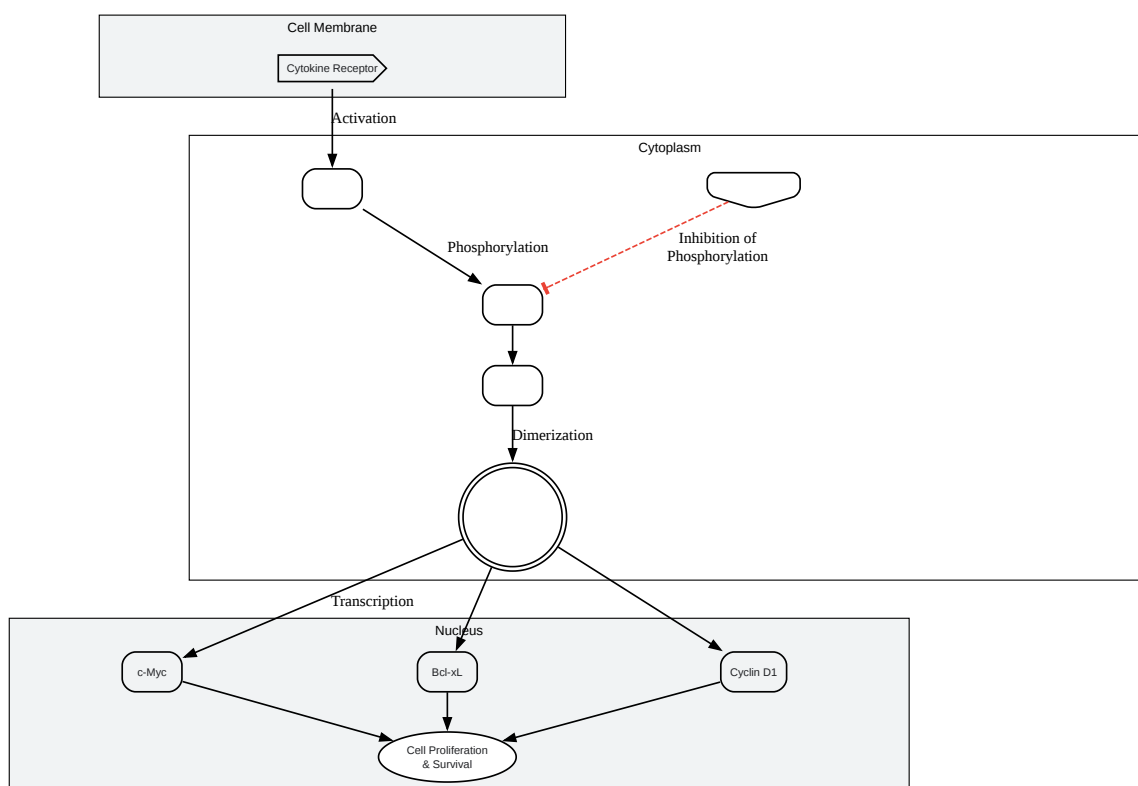 Cell Membrane
Cytokine Receptor
Activation
Cytoplasm
Phosphorylation
Inhibition of
Phosphorylation
Dimerization
Transcription
Nucleus
c-Myc
Bcl-xL
Cyclin D1
Cell Proliferation
& Survival